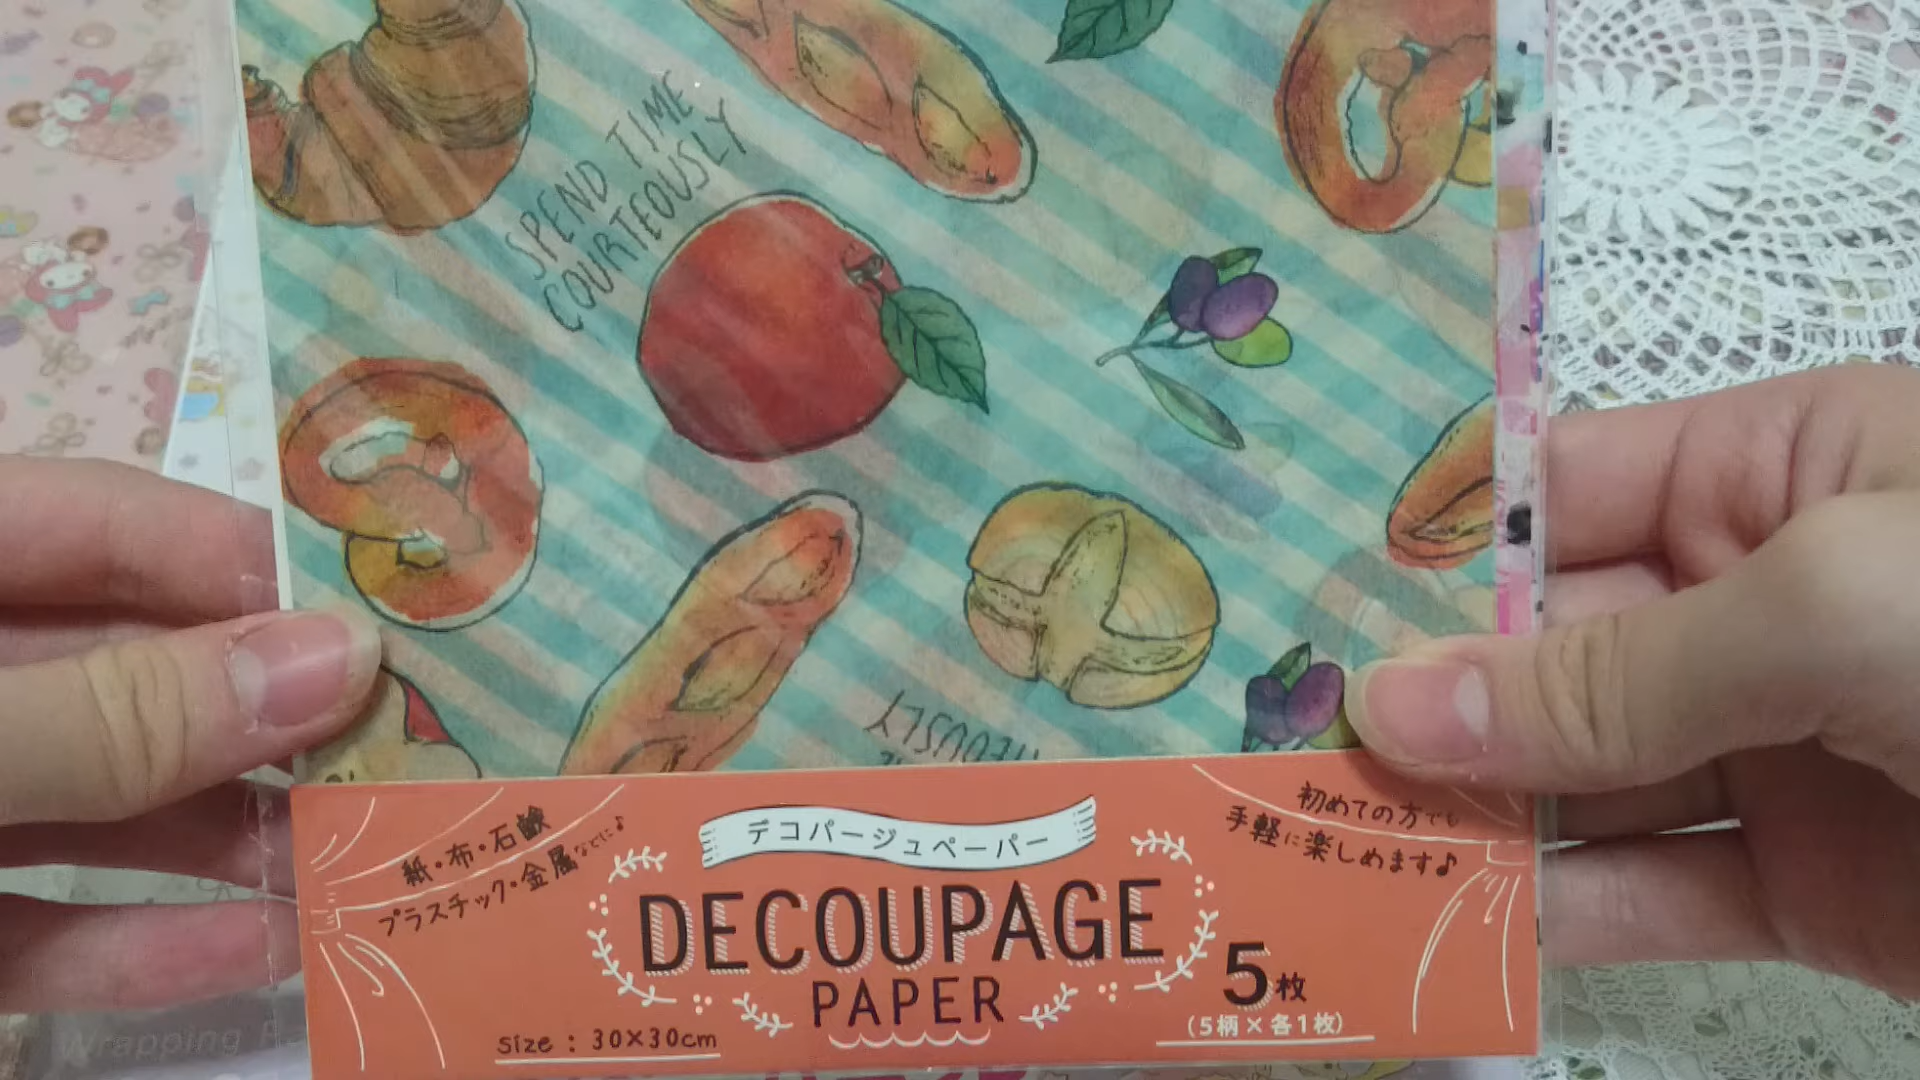 SPEND TIME
COURTEOUSLY
紙・布・石鹸
プラスチック・金属などに♪
デコパージュペーパー
初めての方でも
手軽に楽しめます♪
DECOUPAGE
PAPER
5枚
(5柄×各1枚)
size : 30×30cm
Wrapping